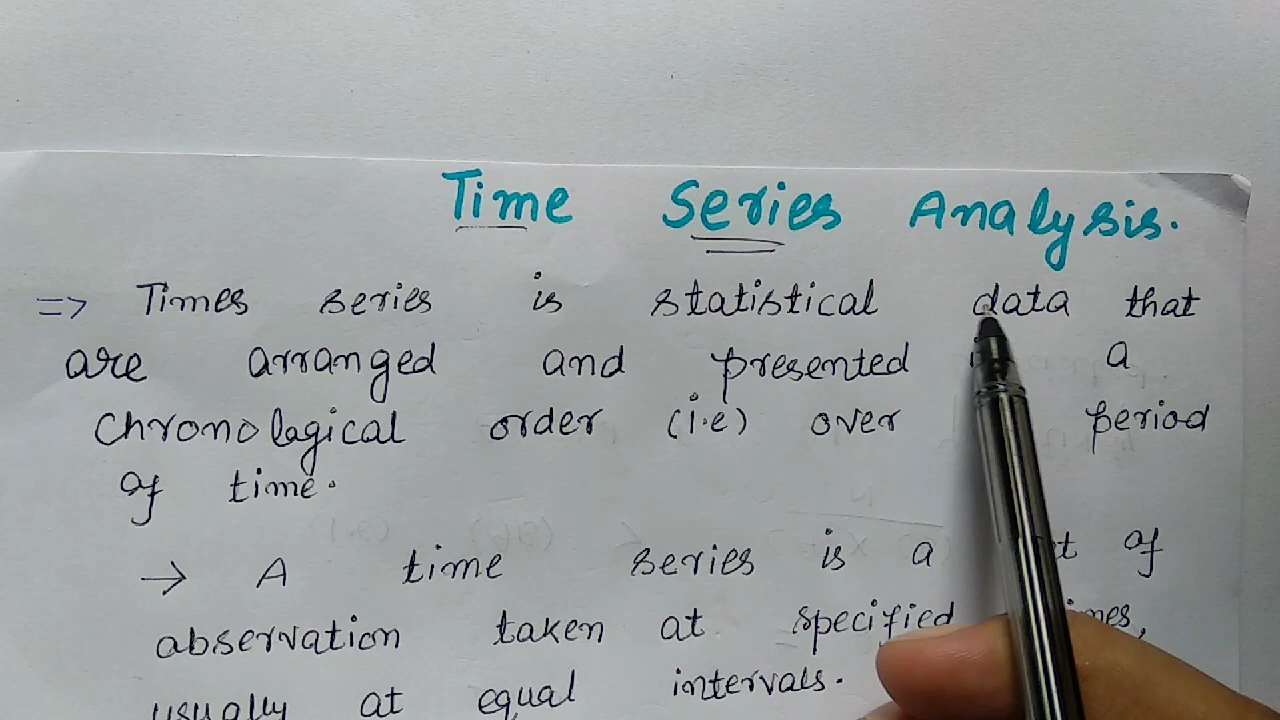 Time Series Analysis.
=> Times series is statistical data that
are arranged and presented a
chronological order (i.e) over period
of time.
→ A time series is a of
observation taken at specified
usually at equal intervals.